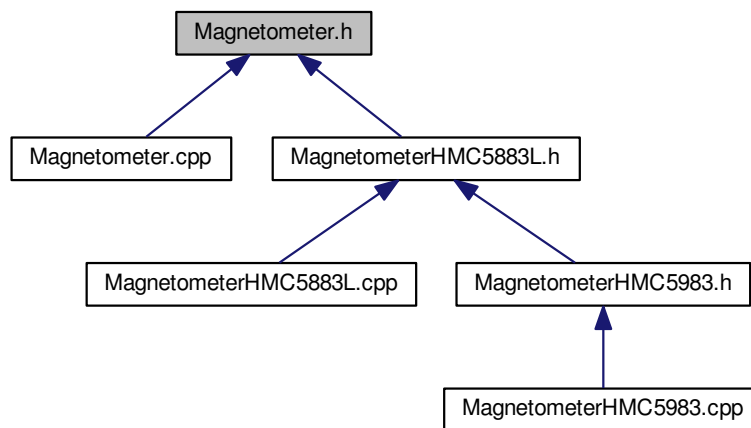 Magnetometer.h
Magnetometer.cpp
MagnetometerHMC5883L.h
MagnetometerHMC5883L.cpp
MagnetometerHMC5983.h
MagnetometerHMC5983.cpp